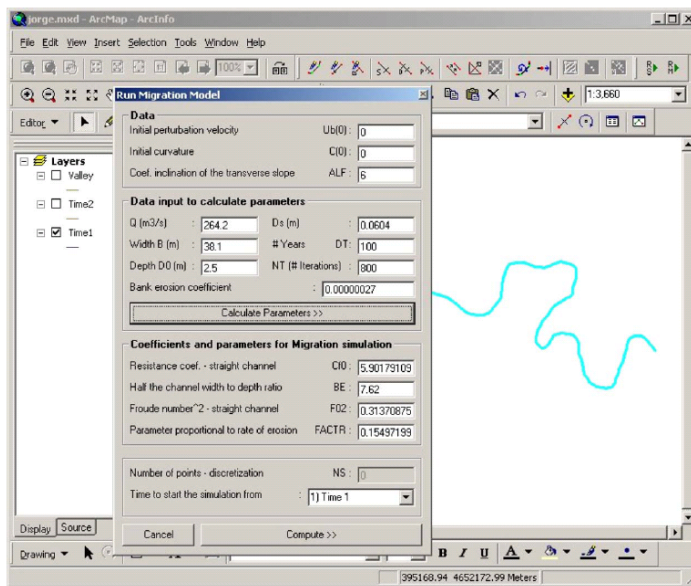 jorge.mxd - ArcMap - ArcInfo
File Edit View Insert Selection Tools Window Help
100%
1:3,660
Editor
Run Migration Model
Layers
Valley
Time2
Time1
Data
Initial perturbation velocity Ub(0) : 0
Initial curvature C(0) : 0
Coef. inclination of the transverse slope ALF : 6
Data input to calculate parameters
Q (m3/s) : 264.2 Ds (m) : 0.0604
Width B (m) : 38.1 # Years DT : 100
Depth D0 (m) : 2.5 NT (# Iterations) : 800
Bank erosion coefficient : 0.00000027
Calculate Parameters >>
Coefficients and parameters for Migration simulation
Resistance coef. - straight channel Cf0 : 5.90179109
Half the channel width to depth ratio BE : 7.62
Froude number^2 - straight channel F02 : 0.31370875
Parameter proportional to rate of erosion FACTR : 0.15497199
Number of points - discretization NS : 0
Time to start the simulation from : 1) Time 1
Cancel Compute >>
Display Source
Drawing B I U A
395168.94 4652172.99 Meters